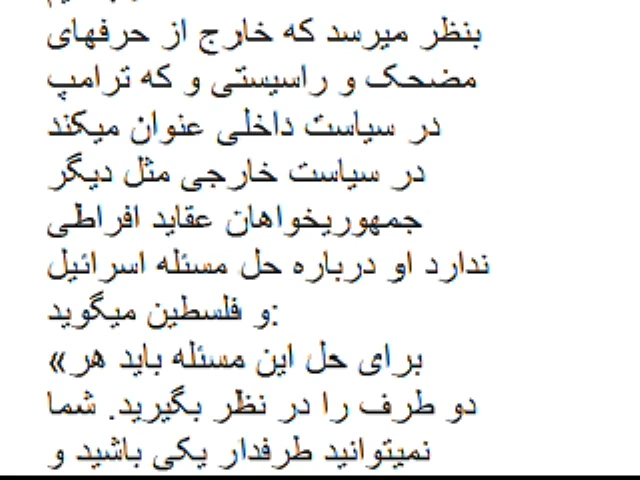 بنظر میرسد که خارج از حرفهای
مضحک و راسیستی و که ترامپ
در سیاست داخلی عنوان میکند
در سیاست خارجی مثل دیگر
جمهوریخواهان عقاید افراطی
ندارد او درباره حل مسئله اسرائیل
و فلسطین میگوید:
«برای حل این مسئله باید هر
دو طرف را در نظر بگیرید. شما
نمیتوانید طرفدار یکی باشید و